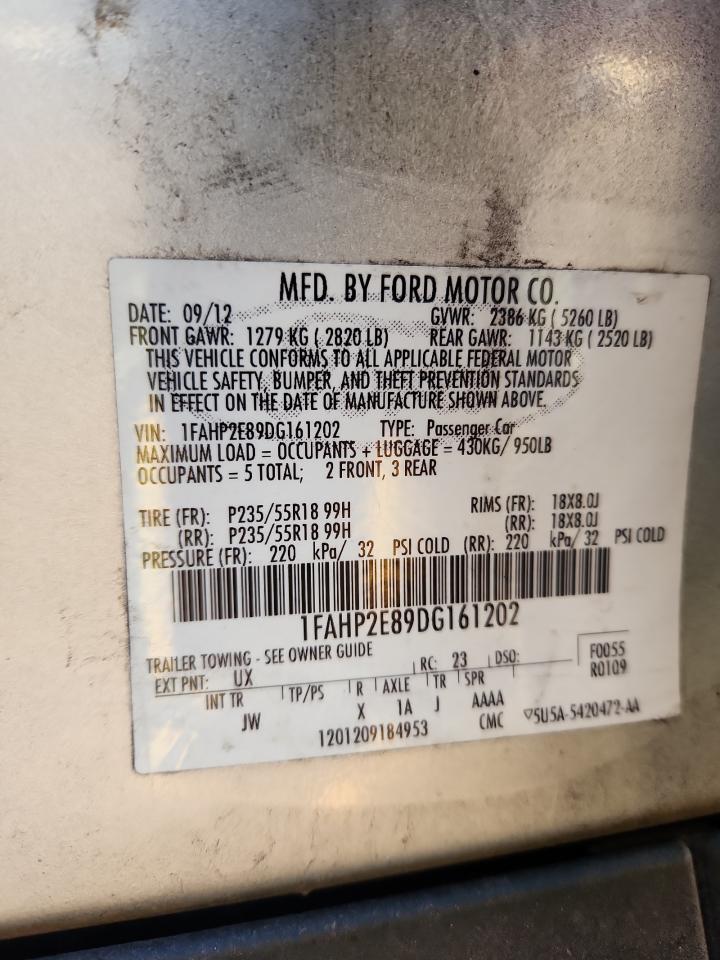 MFD. BY FORD MOTOR CO.
DATE: 09/12 GVWR: 2386 KG ( 5260 LB)
FRONT GAWR: 1279 KG ( 2820 LB) REAR GAWR: 1143 KG ( 2520 LB)
THIS VEHICLE CONFORMS TO ALL APPLICABLE FEDERAL MOTOR
VEHICLE SAFETY, BUMPER, AND THEFT PREVENTION STANDARDS
IN EFFECT ON THE DATE OF MANUFACTURE SHOWN ABOVE.
VIN: 1FAHP2E89DG161202 TYPE: Passenger Car
MAXIMUM LOAD = OCCUPANTS + LUGGAGE = 430KG/ 950LB
OCCUPANTS = 5 TOTAL; 2 FRONT, 3 REAR
TIRE (FR): P235/55R18 99H RIMS (FR): 18X8.0J
(RR): P235/55R18 99H (RR): 18X8.0J
PRESSURE (FR): 220 kPa/ 32 PSI COLD (RR): 220 kPa/ 32 PSI COLD
1FAHP2E89DG161202
TRAILER TOWING - SEE OWNER GUIDE F0055
EXT PNT: UX RC: 23 DSO: R0109
INT TR TP/PS R AXLE TR SPR
JW X 1A J AAAA
1201209184953 CMC ▽5U5A-5420472-AA